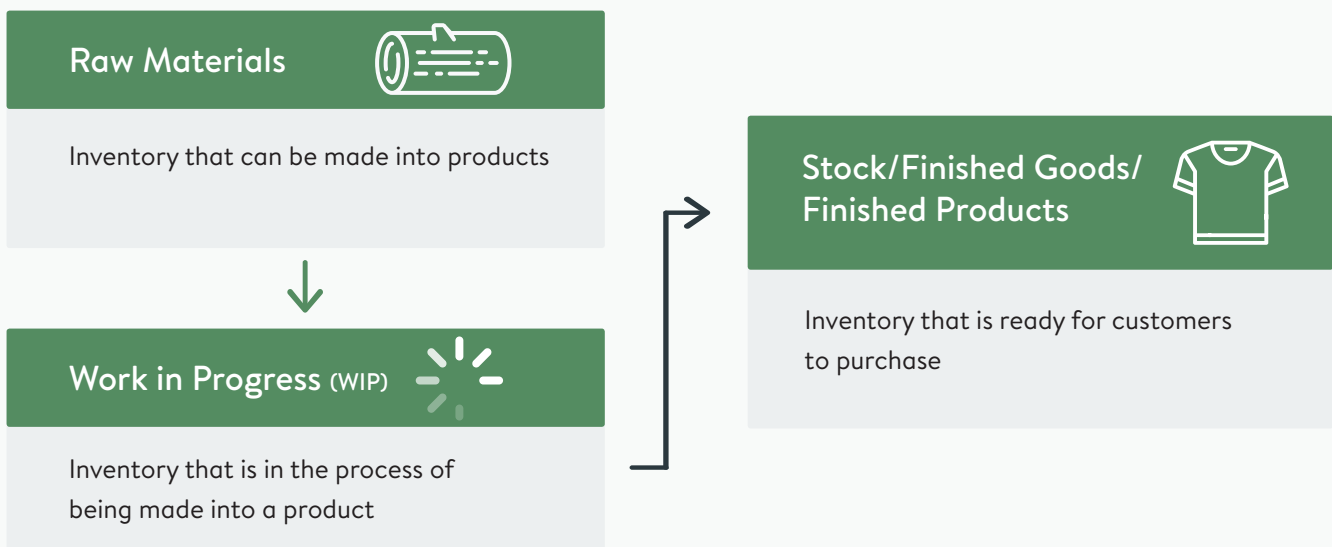 Raw Materials
Inventory that can be made into products
Work in Progress (WIP)
Inventory that is in the process of
being made into a product
Stock/Finished Goods/
Finished Products
Inventory that is ready for customers
to purchase